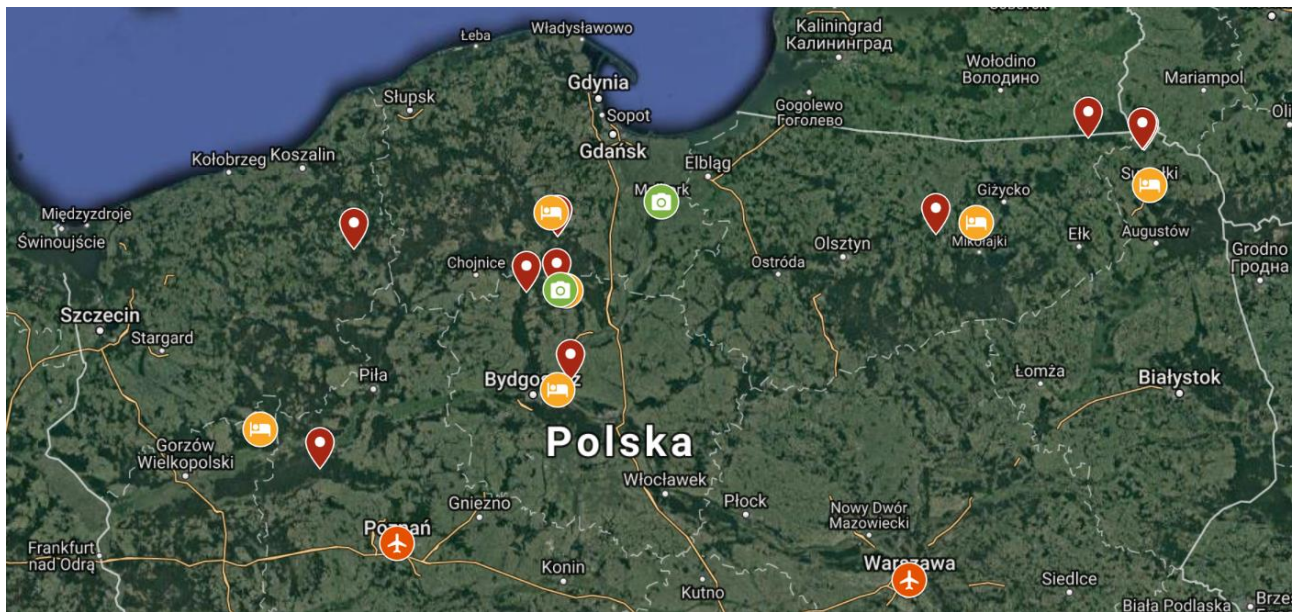 Władysławowo
Łeba
Kaliningrad
Калининград
Gdynia
Słupsk
Sopot
Gogolewo
Гоголево
Wołodino
Володино
Mariampol
Gdańsk
Kołobrzeg
Koszalin
Elbląg
Giżycko
Międzyzdroje
Świnoujście
Chojnice
Olsztyn
Ostróda
Mikołajki
Ełk
Augustów
Grodno
Гродна
Szczecin
Stargard
Piła
Łomża
Białystok
Gorzów
Wielkopolski
Polska
Włocławek
Gniezno
Płock
Nowy Dwór
Mazowiecki
Poznań
Warszawa
Frankfurt
nad Odrą
Konin
Kutno
Siedlce
Biała Podlaska